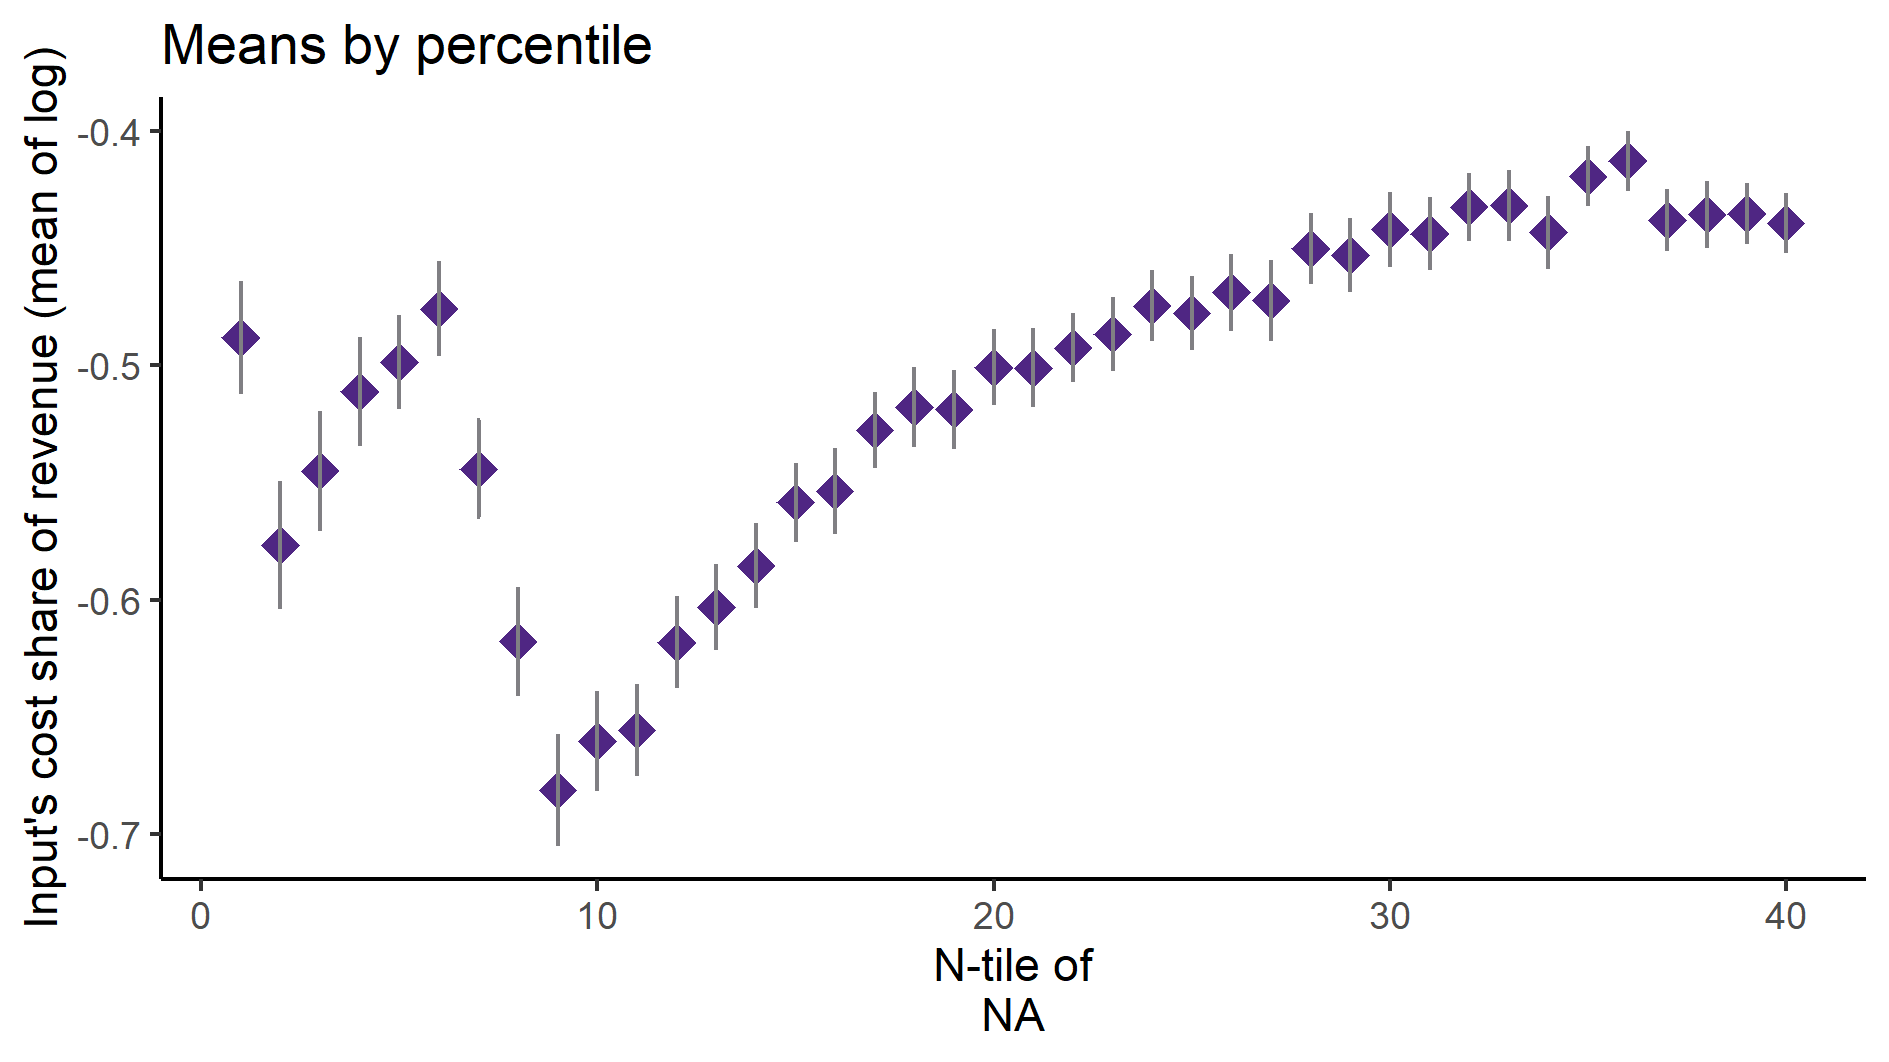 Means by percentile
Input's cost share of revenue (mean of log)
-0.4
-0.5
-0.6
-0.7
0
10
20
30
40
N-tile of
NA